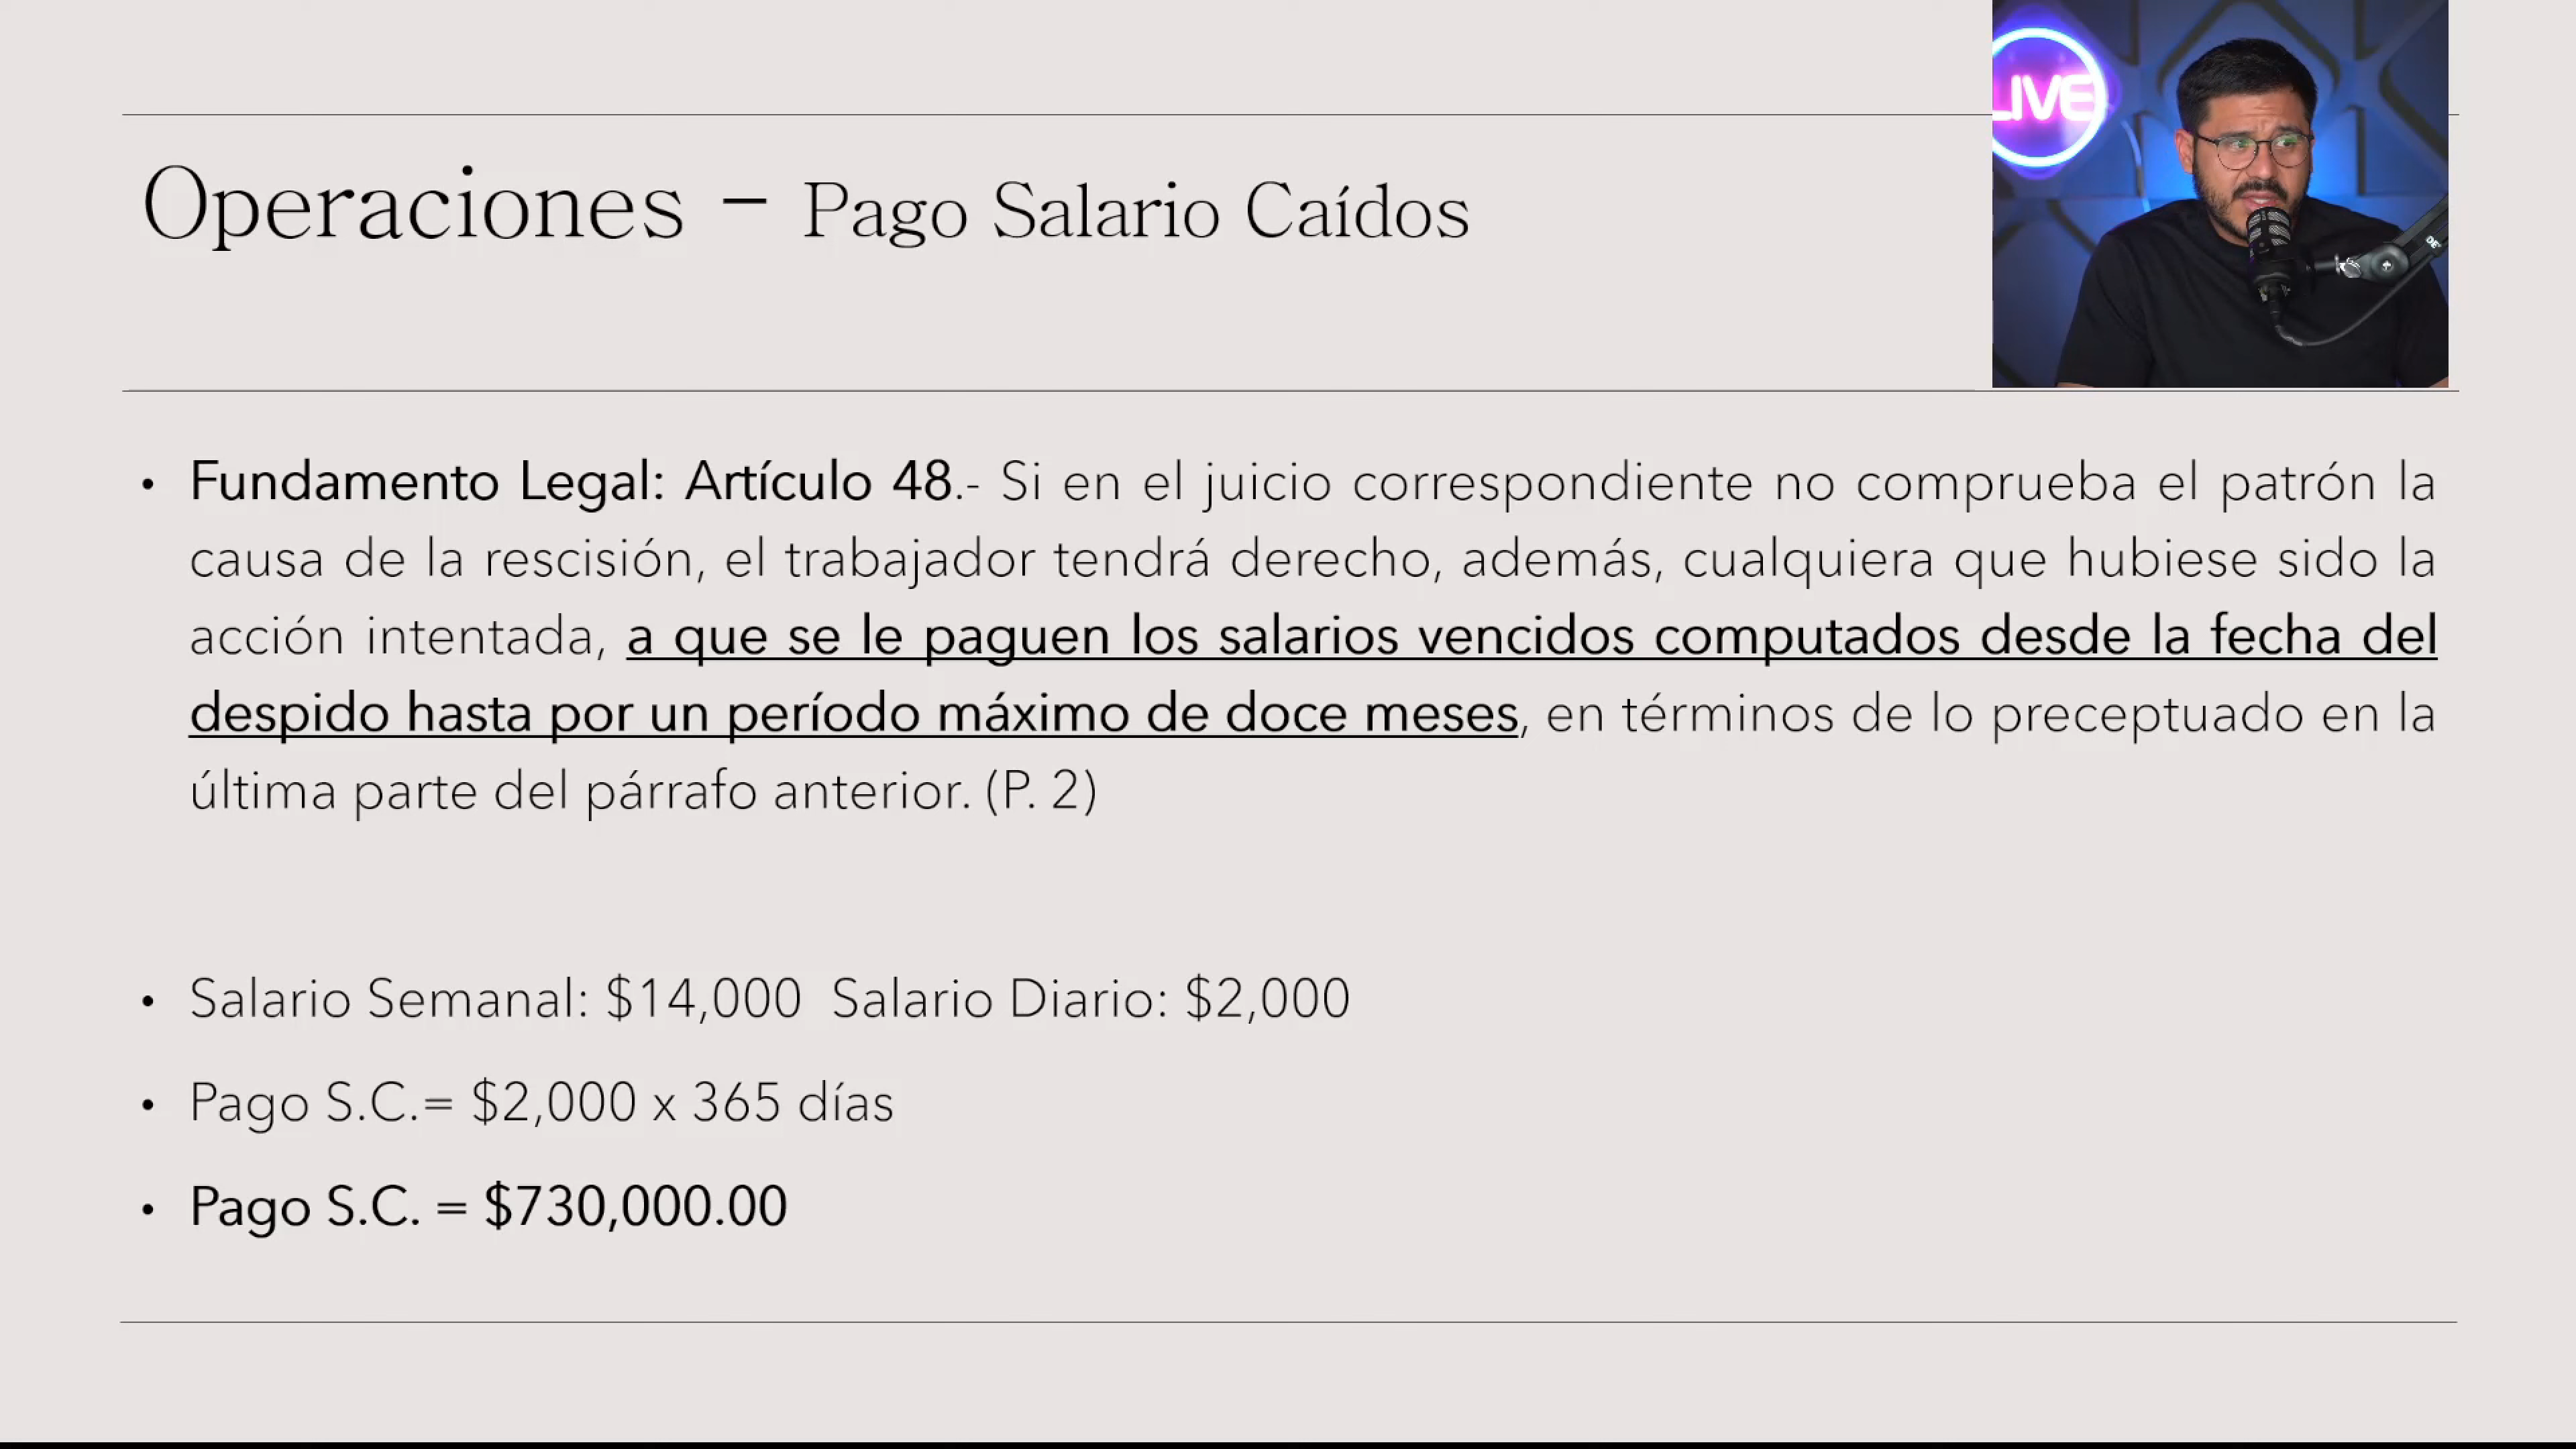 LIVE
Operaciones – Pago Salario Caídos
• Fundamento Legal: Artículo 48.- Si en el juicio correspondiente no comprueba el patrón la
causa de la rescisión, el trabajador tendrá derecho, además, cualquiera que hubiese sido la
acción intentada, a que se le paguen los salarios vencidos computados desde la fecha del
despido hasta por un período máximo de doce meses, en términos de lo preceptuado en la
última parte del párrafo anterior. (P. 2)
• Salario Semanal: $14,000 Salario Diario: $2,000
• Pago S.C.= $2,000 x 365 días
• Pago S.C. = $730,000.00